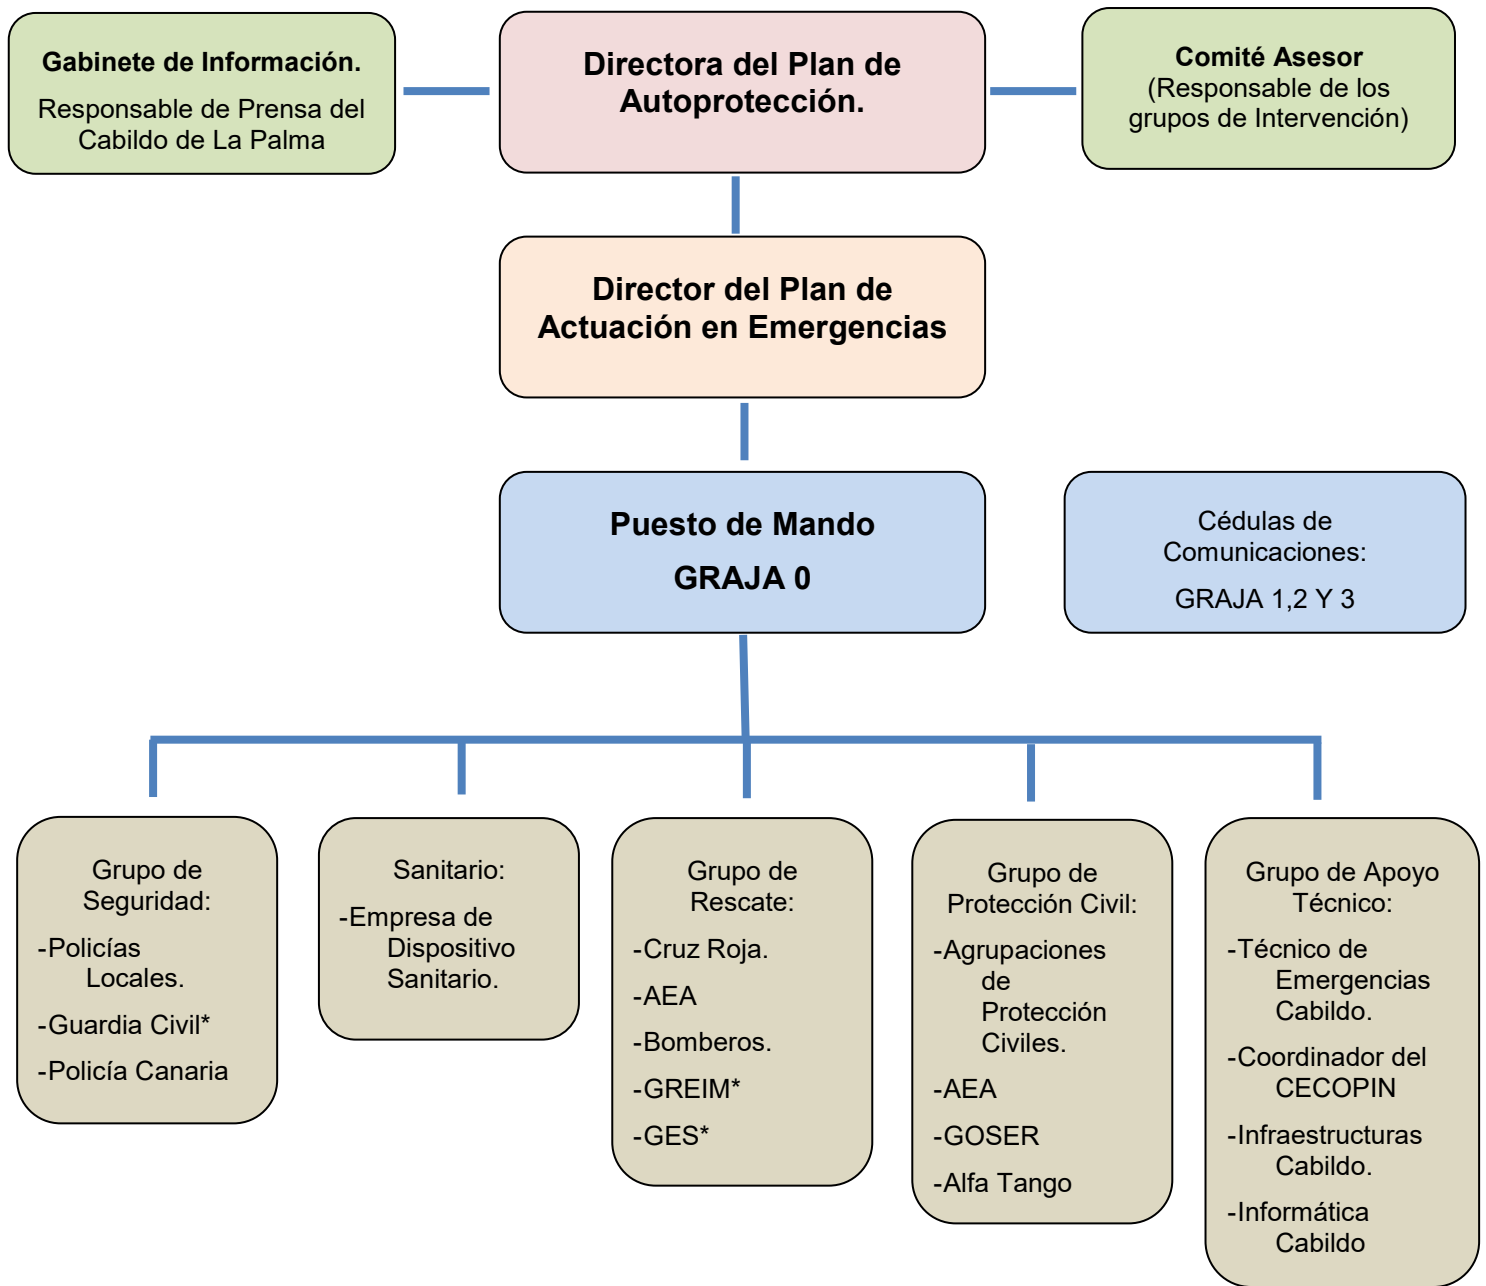 Gabinete de Información.
Responsable de Prensa del
Cabildo de La Palma
Directora del Plan de
Autoprotección.
Comité Asesor
(Responsable de los
grupos de Intervención)
Director del Plan de
Actuación en Emergencias
Puesto de Mando
GRAJA 0
Cédulas de
Comunicaciones:
GRAJA 1,2 Y 3
Grupo de
Seguridad:
-Policías
Locales.
-Guardia Civil*
-Policía Canaria
Sanitario:
-Empresa de
Dispositivo
Sanitario.
Grupo de
Rescate:
-Cruz Roja.
-AEA
-Bomberos.
-GREIM*
-GES*
Grupo de
Protección Civil:
-Agrupaciones
de
Protección
Civiles.
-AEA
-GOSER
-Alfa Tango
Grupo de Apoyo
Técnico:
-Técnico de
Emergencias
Cabildo.
-Coordinador del
CECOPIN
-Infraestructuras
Cabildo.
-Informática
Cabildo